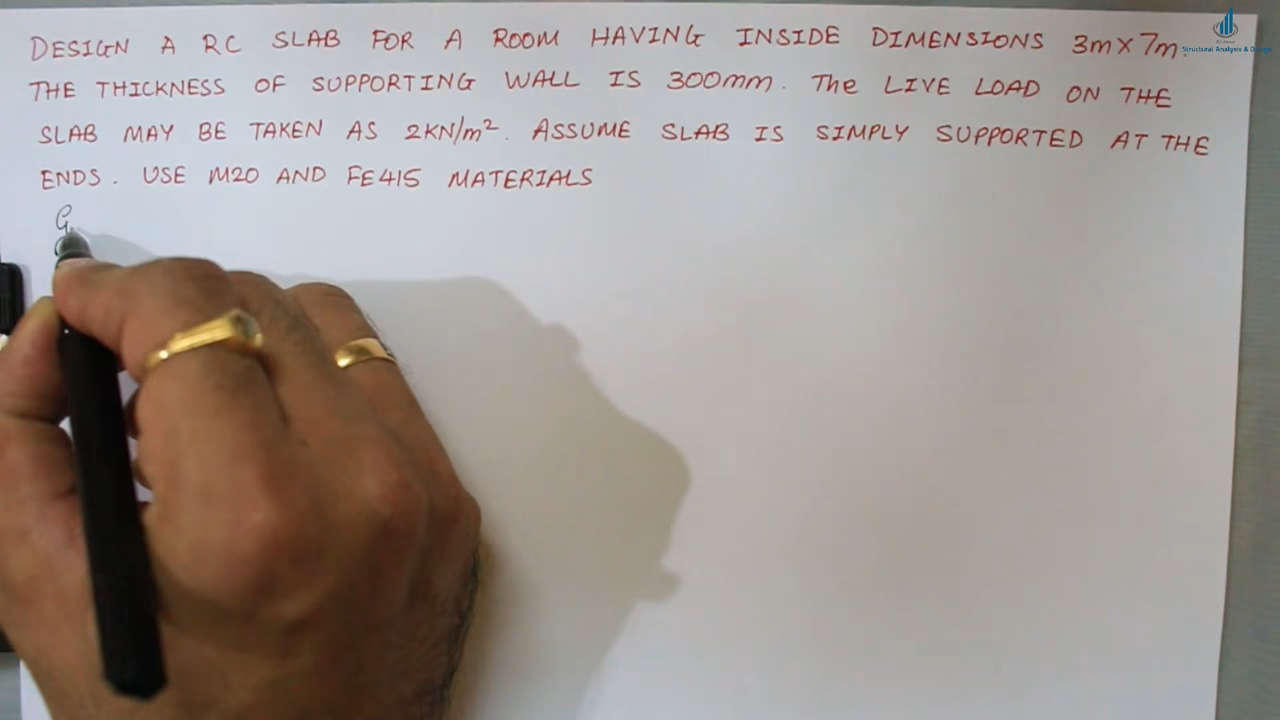 DESIGN A RC SLAB FOR A ROOM HAVING INSIDE DIMENSIONS 3m X 7m.
THE THICKNESS OF SUPPORTING WALL IS 300mm. The LIVE LOAD ON THE
SLAB MAY BE TAKEN AS 2KN/m². ASSUME SLAB IS SIMPLY SUPPORTED AT THE
ENDS. USE M20 AND FE415 MATERIALS
G
Structural Analysis &